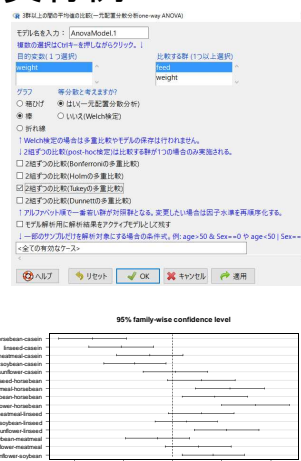 3群以上の間の平均値の比較(一元配置分散分析one-way ANOVA)
モデル名を入力： AnovaModel.1
複数の選択はCtrlキーを押しながらクリック。↓
目的変数(１つ選択) 比較する群(1つ以上選択)
weight feed
weight
グラフ 等分散と考えますか?
箱ひげ はい(一元配置分散分析)
棒 いいえ(Welch検定)
折れ線
↑Welch検定の場合は多重比較やモデルの保存は行われません。
↓2組ずつの比較(post-hoc検定)は比較する群が1つの場合のみ実施される。
2組ずつの比較(Bonferroniの多重比較)
2組ずつの比較(Holmの多重比較)
2組ずつの比較(Tukeyの多重比較)
2組ずつの比較(Dunnettの多重比較)
↑アルファベット順で一番若い群が対照群となる。変更したい場合は因子水準を再順序化する。
モデル解析用に解析結果をアクティブモデルとして残す
↓一部のサンプルだけを解析対象にする場合の条件式。例: age>50 & Sex==0 や age<50 | Sex==
<全ての有効なケース>
ヘルプ リセット OK キャンセル 適用
95% family-wise confidence level
rsebean-casein
linseed-casein
eatmeal-casein
soybean-casein
unflower-casein
eed-horsebean
meal-horsebean
bean-horsebean
ower-horsebean
eatmeal-linseed
oybean-linseed
unflower-linseed
bean-meatmeal
lower-meatmeal
nflower-soybean